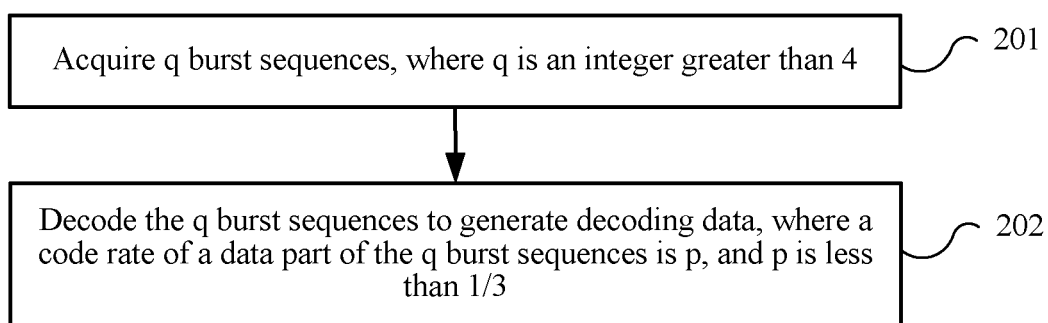 Acquire q burst sequences, where q is an integer greater than 4
201
Decode the q burst sequences to generate decoding data, where a
code rate of a data part of the q burst sequences is p, and p is less
than 1/3
202